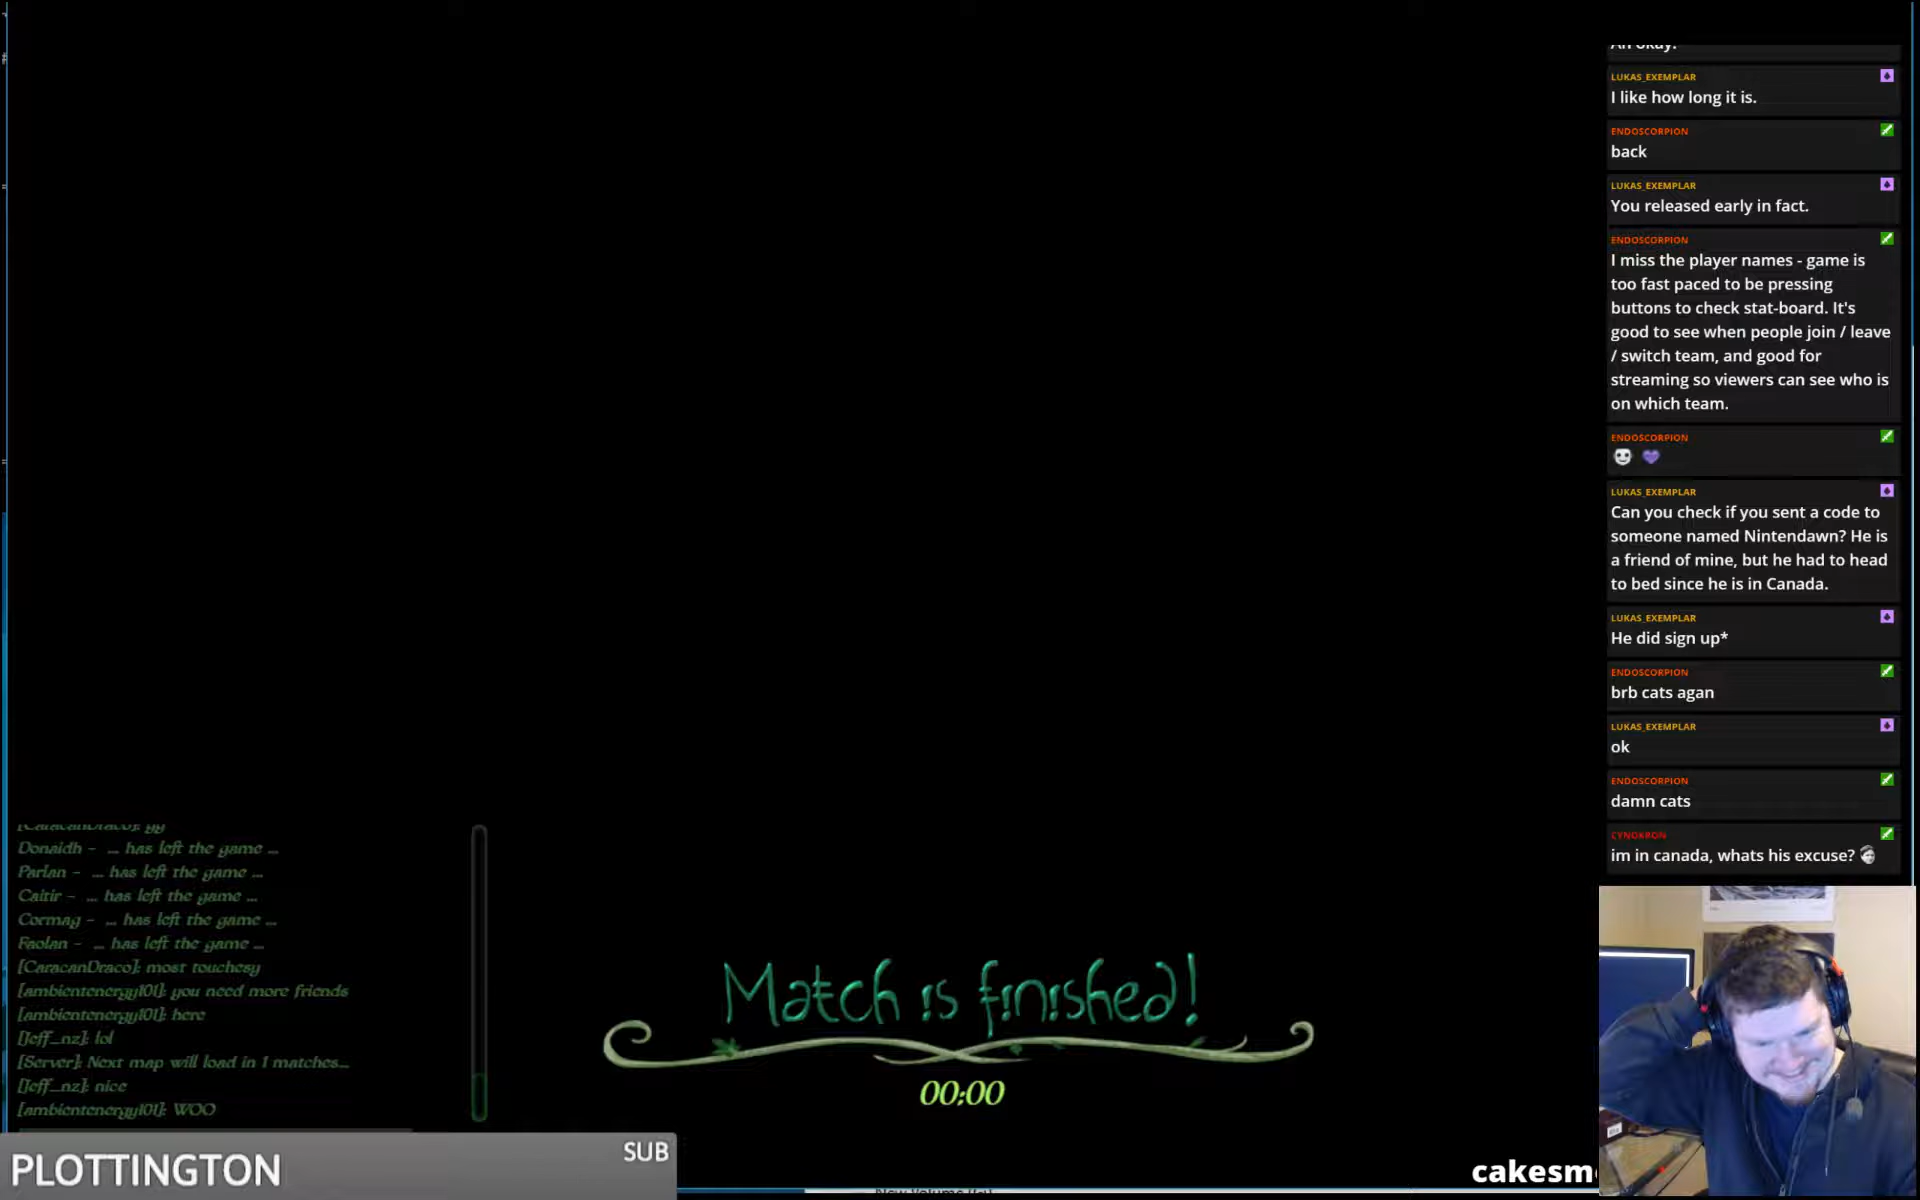 An okay!
LUKAS_EXEMPLAR
I like how long it is.
ENDOSCORPION
back
LUKAS_EXEMPLAR
You released early in fact.
ENDOSCORPION
I miss the player names - game is
too fast paced to be pressing
buttons to check stat-board. It's
good to see when people join / leave
/ switch team, and good for
streaming so viewers can see who is
on which team.
ENDOSCORPION
LUKAS_EXEMPLAR
Can you check if you sent a code to
someone named Nintendawn? He is
a friend of mine, but he had to head
to bed since he is in Canada.
LUKAS_EXEMPLAR
He did sign up*
ENDOSCORPION
brb cats agan
LUKAS_EXEMPLAR
ok
ENDOSCORPION
damn cats
CYNOKRON
im in canada, whats his excuse?
[CaracanDraco]: gg
Donaidh - ... has left the game ...
Parlan - ... has left the game ...
Caitir - ... has left the game ...
Cormag - ... has left the game ...
Faolan - ... has left the game ...
[CaracanDraco]: most touchesy
[ambientenergy101]: you need more friends
[ambientenergy101]: here
[Jeff_nz]: lol
[Server]: Next map will load in 1 matches...
[Jeff_nz]: nice
[ambientenergy101]: WOO
Match is finished!
00:00
SUB
PLOTTINGTON
cakesm